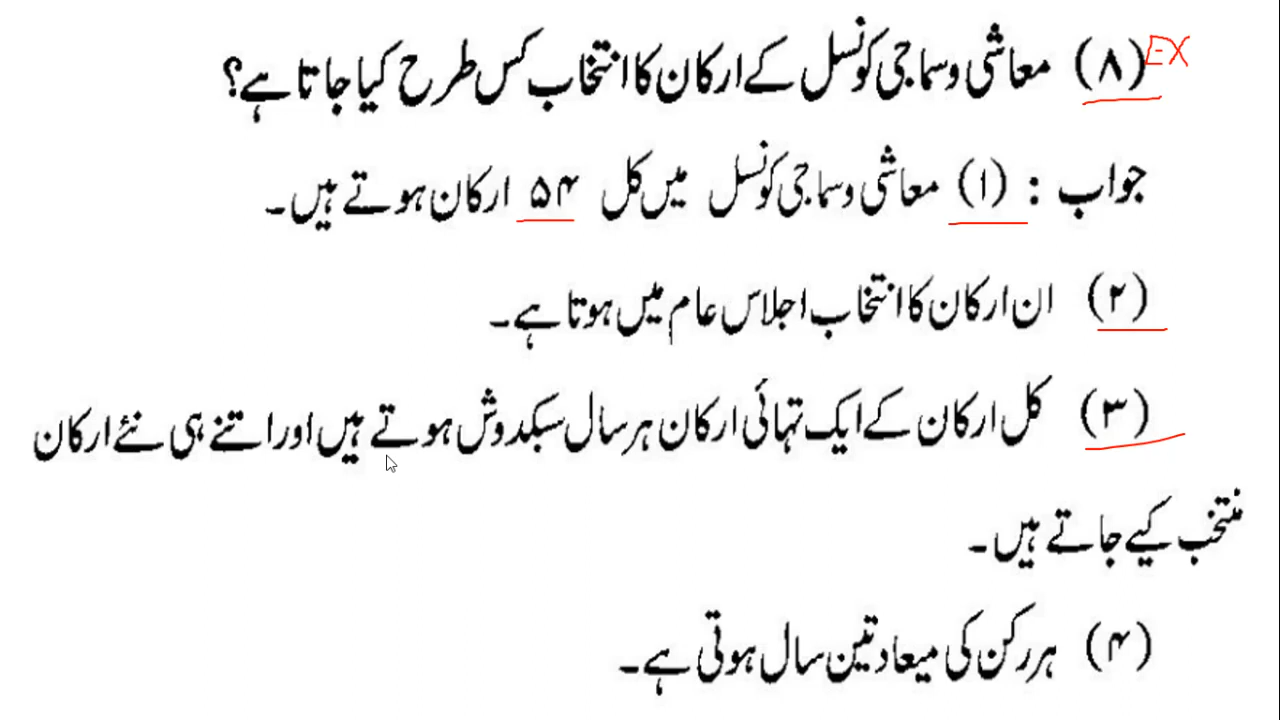 (۸) معاشی و سماجی کونسل کے ارکان کا انتخاب کس طرح کیا جاتا ہے؟ EX
جواب : (۱) معاشی و سماجی کونسل میں کل ۵۴ ارکان ہوتے ہیں۔
(۲) ان ارکان کا انتخاب اجلاس عام میں ہوتا ہے۔
(۳) کل ارکان کے ایک تہائی ارکان ہر سال سبکدوش ہوتے ہیں اور اتنے ہی نئے ارکان
منتخب کیے جاتے ہیں۔
(۴) ہر رکن کی میعاد تین سال ہوتی ہے۔